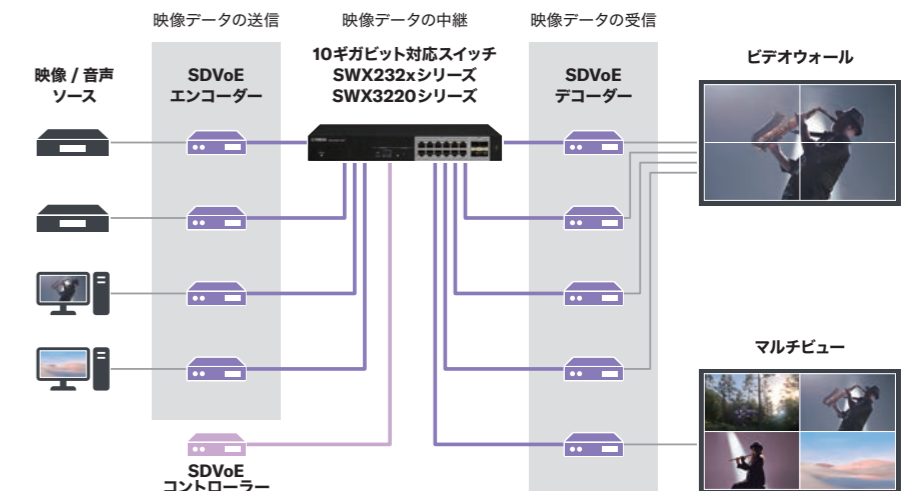 映像データの送信
映像データの中継
映像データの受信
映像 / 音声
ソース
SDVoE
エンコーダー
10ギガビット対応スイッチ
SWX232xシリーズ
SWX3220シリーズ
SDVoE
デコーダー
ビデオウォール
マルチビュー
SDVoE
コントローラー